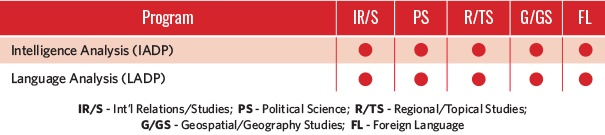 Program IR/S PS R/TS G/GS FL
Intelligence Analysis (IADP)
Language Analysis (LADP)
IR/S - Int'l Relations/Studies; PS - Political Science; R/TS - Regional/Topical Studies;
G/GS - Geospatial/Geography Studies; FL - Foreign Language